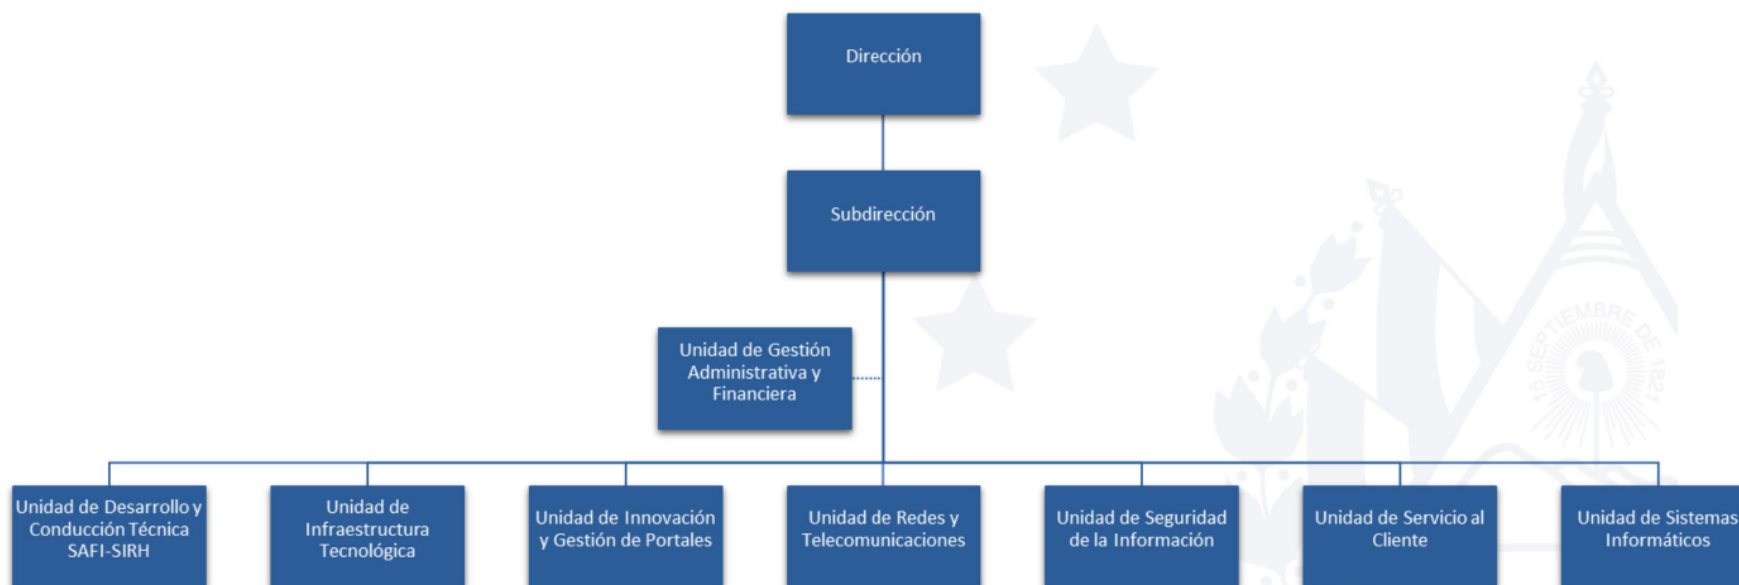 Dirección
Subdirección
Unidad de Gestión
Administrativa y
Financiera
Unidad de Desarrollo y
Conducción Técnica
SAFI-SIRH
Unidad de
Infraestructura
Tecnológica
Unidad de Innovación
y Gestión de Portales
Unidad de Redes y
Telecomunicaciones
Unidad de Seguridad
de la Información
Unidad de Servicio al
Cliente
Unidad de Sistemas
Informáticos
15 SEPTIEMBRE DE 1821